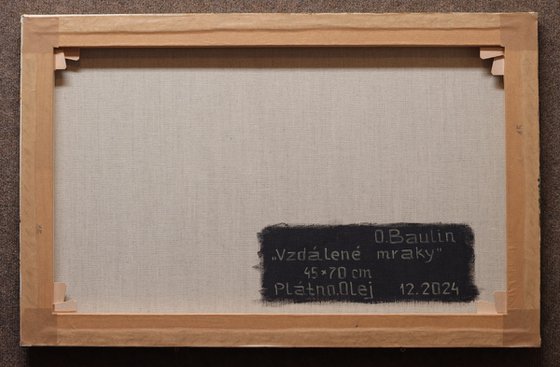 O.Baulin
„Vzdálené mraky"
45×70 cm
Plátno.Olej 12.2024